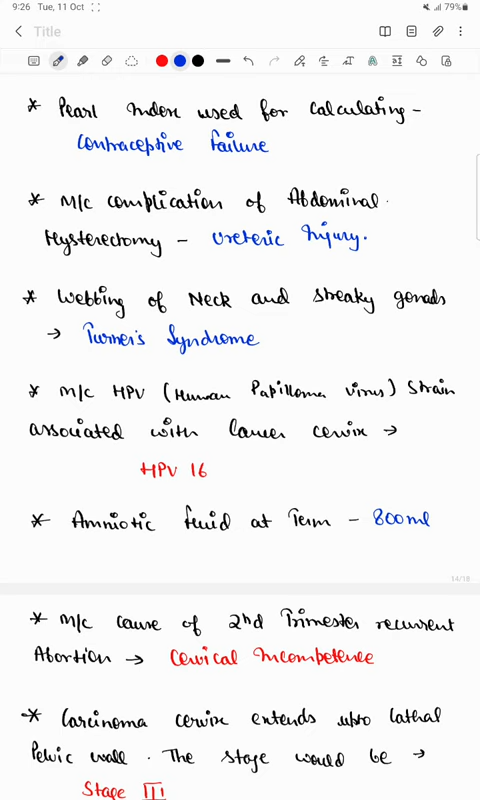 9:26 Tue, 11 Oct
79%
Title
* Pearl Index used for calculating -
Contraceptive Failure
* M/C complication of Abdominal
Hysterectomy - Ureteric Injury.
* Webbing of Neck and streaky gonads
→ Turner's Syndrome
* M/C HPV (Human Papilloma virus) strain
associated with Cancer cervix →
HPV 16
* Amniotic fluid at Term - 800ml
14/18
* M/C cause of 2nd Trimester recurrent
Abortion → Cervical Incompetence
* Carcinoma cervix extends upto lathal
Pelvic wall. The stage would be →
Stage III